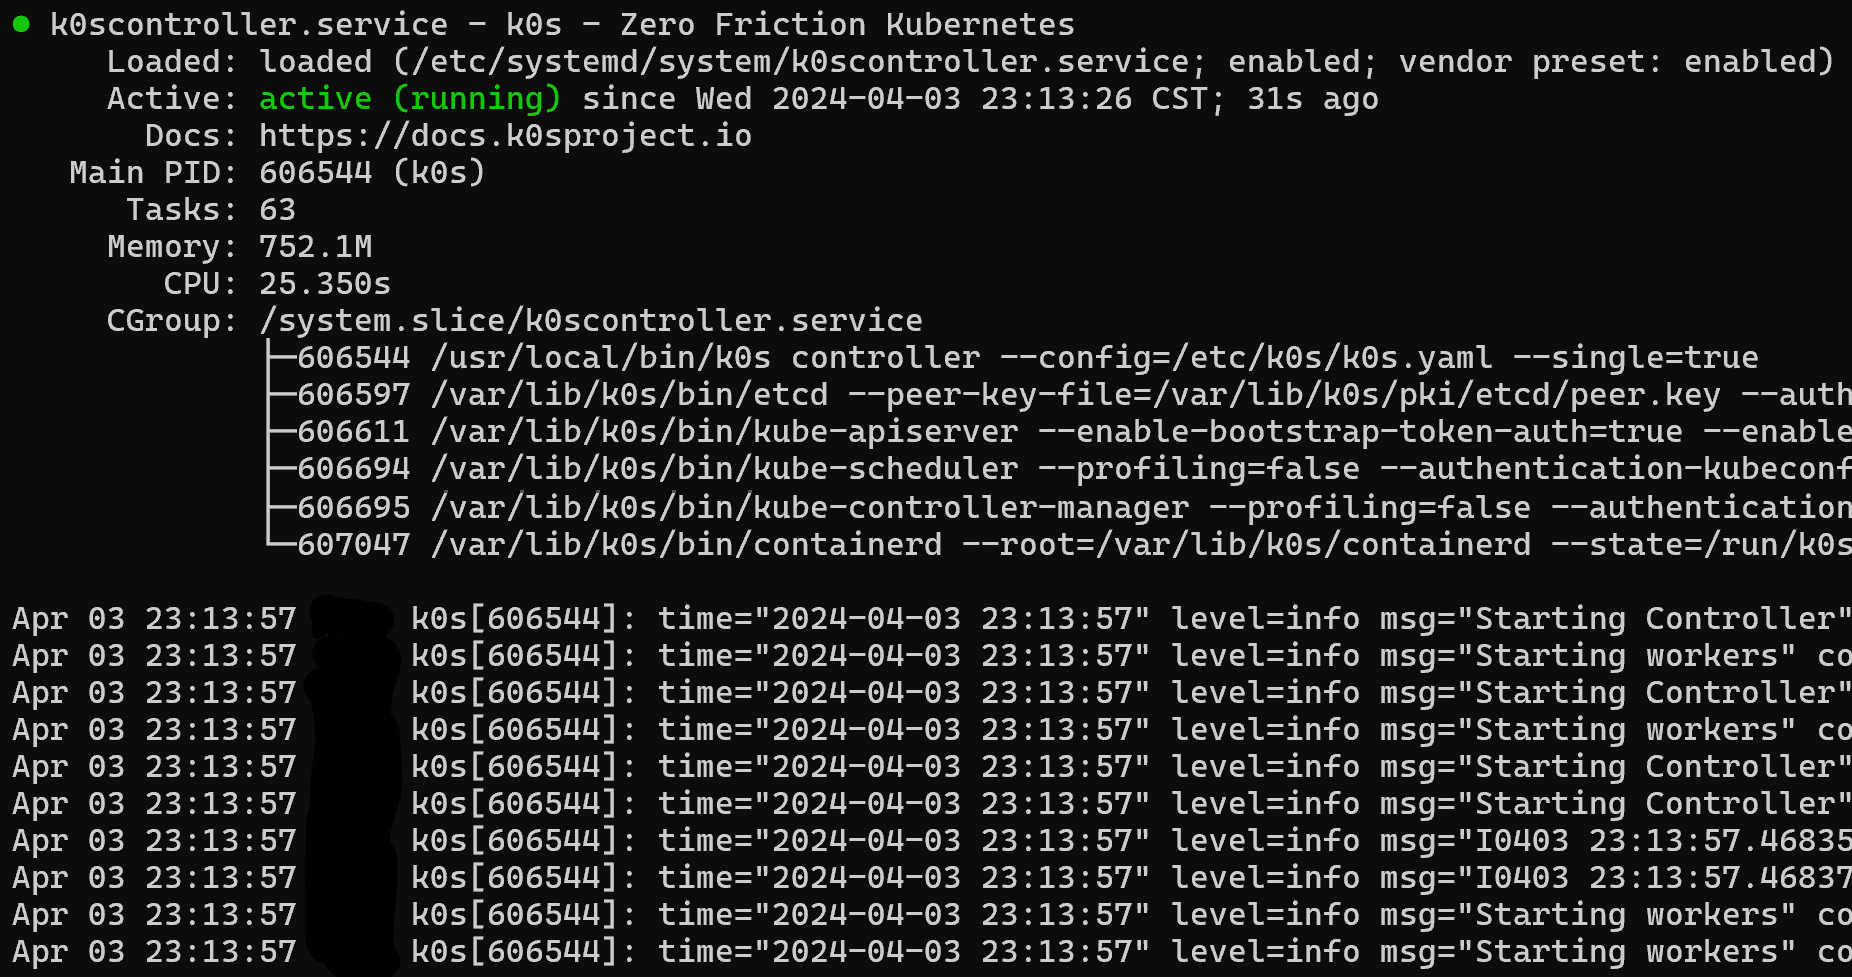 ● k0scontroller.service - k0s - Zero Friction Kubernetes
Loaded: loaded (/etc/systemd/system/k0scontroller.service; enabled; vendor preset: enabled)
Active: active (running) since Wed 2024-04-03 23:13:26 CST; 31s ago
Docs: https://docs.k0sproject.io
Main PID: 606544 (k0s)
Tasks: 63
Memory: 752.1M
CPU: 25.350s
CGroup: /system.slice/k0scontroller.service
├─606544 /usr/local/bin/k0s controller --config=/etc/k0s/k0s.yaml --single=true
├─606597 /var/lib/k0s/bin/etcd --peer-key-file=/var/lib/k0s/pki/etcd/peer.key --auth
├─606611 /var/lib/k0s/bin/kube-apiserver --enable-bootstrap-token-auth=true --enable
├─606694 /var/lib/k0s/bin/kube-scheduler --profiling=false --authentication-kubeconf
├─606695 /var/lib/k0s/bin/kube-controller-manager --profiling=false --authentication
└─607047 /var/lib/k0s/bin/containerd --root=/var/lib/k0s/containerd --state=/run/k0s
Apr 03 23:13:57 k0s[606544]: time="2024-04-03 23:13:57" level=info msg="Starting Controller"
Apr 03 23:13:57 k0s[606544]: time="2024-04-03 23:13:57" level=info msg="Starting workers" co
Apr 03 23:13:57 k0s[606544]: time="2024-04-03 23:13:57" level=info msg="Starting Controller"
Apr 03 23:13:57 k0s[606544]: time="2024-04-03 23:13:57" level=info msg="Starting workers" co
Apr 03 23:13:57 k0s[606544]: time="2024-04-03 23:13:57" level=info msg="Starting Controller"
Apr 03 23:13:57 k0s[606544]: time="2024-04-03 23:13:57" level=info msg="Starting Controller"
Apr 03 23:13:57 k0s[606544]: time="2024-04-03 23:13:57" level=info msg="I0403 23:13:57.46835
Apr 03 23:13:57 k0s[606544]: time="2024-04-03 23:13:57" level=info msg="I0403 23:13:57.46837
Apr 03 23:13:57 k0s[606544]: time="2024-04-03 23:13:57" level=info msg="Starting workers" co
Apr 03 23:13:57 k0s[606544]: time="2024-04-03 23:13:57" level=info msg="Starting workers" co